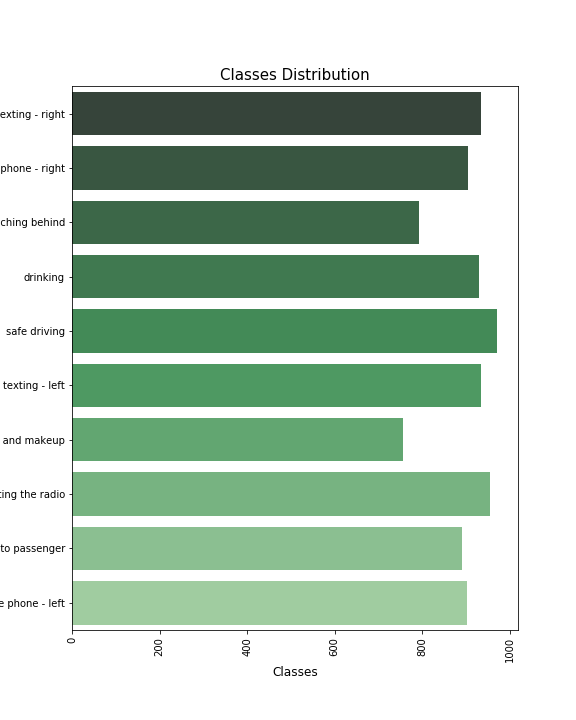 Classes Distribution
exting - right
phone - right
ching behind
drinking
safe driving
texting - left
and makeup
ting the radio
to passenger
e phone - left
0
200
400
600
800
1000
Classes